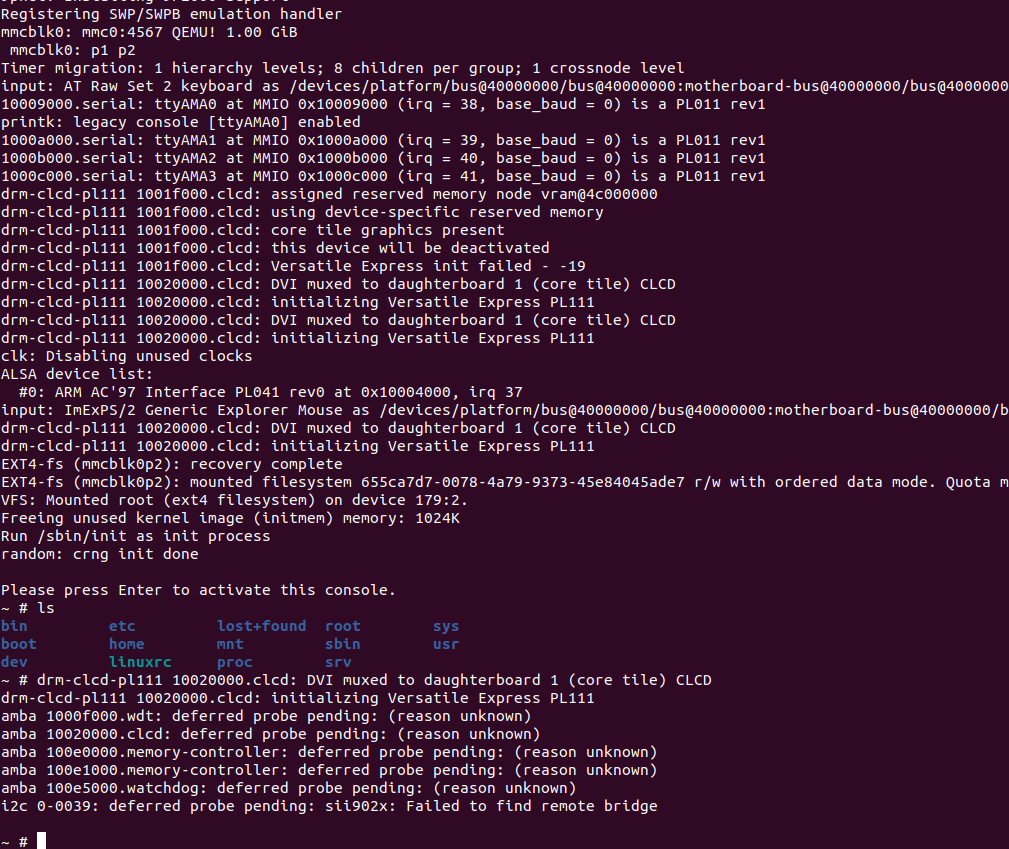 Registering SWP/SWPB emulation handler
mmcblk0: mmc0:4567 QEMU! 1.00 GiB
 mmcblk0: p1 p2
Timer migration: 1 hierarchy levels; 8 children per group; 1 crossnode level
input: AT Raw Set 2 keyboard as /devices/platform/bus@40000000/bus@40000000:motherboard-bus@40000000/bus@4000000
10009000.serial: ttyAMA0 at MMIO 0x10009000 (irq = 38, base_baud = 0) is a PL011 rev1
printk: legacy console [ttyAMA0] enabled
1000a000.serial: ttyAMA1 at MMIO 0x1000a000 (irq = 39, base_baud = 0) is a PL011 rev1
1000b000.serial: ttyAMA2 at MMIO 0x1000b000 (irq = 40, base_baud = 0) is a PL011 rev1
1000c000.serial: ttyAMA3 at MMIO 0x1000c000 (irq = 41, base_baud = 0) is a PL011 rev1
drm-clcd-pl111 1001f000.clcd: assigned reserved memory node vram@4c000000
drm-clcd-pl111 1001f000.clcd: using device-specific reserved memory
drm-clcd-pl111 1001f000.clcd: core tile graphics present
drm-clcd-pl111 1001f000.clcd: this device will be deactivated
drm-clcd-pl111 1001f000.clcd: Versatile Express init failed - -19
drm-clcd-pl111 10020000.clcd: DVI muxed to daughterboard 1 (core tile) CLCD
drm-clcd-pl111 10020000.clcd: initializing Versatile Express PL111
drm-clcd-pl111 10020000.clcd: DVI muxed to daughterboard 1 (core tile) CLCD
drm-clcd-pl111 10020000.clcd: initializing Versatile Express PL111
clk: Disabling unused clocks
ALSA device list:
  #0: ARM AC'97 Interface PL041 rev0 at 0x10004000, irq 37
input: ImExPS/2 Generic Explorer Mouse as /devices/platform/bus@40000000/bus@40000000:motherboard-bus@40000000/b
drm-clcd-pl111 10020000.clcd: DVI muxed to daughterboard 1 (core tile) CLCD
drm-clcd-pl111 10020000.clcd: initializing Versatile Express PL111
EXT4-fs (mmcblk0p2): recovery complete
EXT4-fs (mmcblk0p2): mounted filesystem 655ca7d7-0078-4a79-9373-45e84045ade7 r/w with ordered data mode. Quota m
VFS: Mounted root (ext4 filesystem) on device 179:2.
Freeing unused kernel image (initmem) memory: 1024K
Run /sbin/init as init process
random: crng init done
Please press Enter to activate this console.
~ # ls
bin         etc         lost+found  root        sys
boot        home        mnt         sbin        usr
dev         linuxrc     proc        srv
~ # drm-clcd-pl111 10020000.clcd: DVI muxed to daughterboard 1 (core tile) CLCD
drm-clcd-pl111 10020000.clcd: initializing Versatile Express PL111
amba 1000f000.wdt: deferred probe pending: (reason unknown)
amba 10020000.clcd: deferred probe pending: (reason unknown)
amba 100e0000.memory-controller: deferred probe pending: (reason unknown)
amba 100e1000.memory-controller: deferred probe pending: (reason unknown)
amba 100e5000.watchdog: deferred probe pending: (reason unknown)
i2c 0-0039: deferred probe pending: sii902x: Failed to find remote bridge
~ #